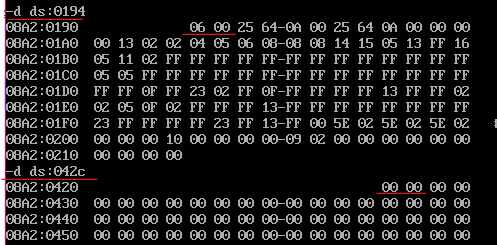 -d ds:0194
08A2:0190 06 00 25 64-0A 00 25 64 0A 00 00 00
08A2:01A0 00 13 02 02 04 05 06 08-08 08 14 15 05 13 FF 16
08A2:01B0 05 11 02 FF FF FF FF FF-FF FF FF FF FF FF FF FF
08A2:01C0 05 05 FF FF FF FF FF FF-FF FF FF FF FF FF FF FF
08A2:01D0 FF FF 0F FF 23 02 FF 0F-FF FF FF FF 13 FF FF 02
08A2:01E0 02 05 0F 02 FF FF FF 13-FF FF FF FF FF FF FF FF
08A2:01F0 23 FF FF FF FF 23 FF 13-FF 00 5E 02 5E 02 5E 02
08A2:0200 00 00 00 10 00 00 00 00-09 02 00 00 00 00 00 00
08A2:0210 00 00 00 00
-d ds:042c
08A2:0420 00 00 00 00
08A2:0430 00 00 00 00 00 00 00 00-00 00 00 00 00 00 00 00
08A2:0440 00 00 00 00 00 00 00 00-00 00 00 00 00 00 00 00
08A2:0450 00 00 00 00 00 00 00 00-00 00 00 00 00 00 00 00